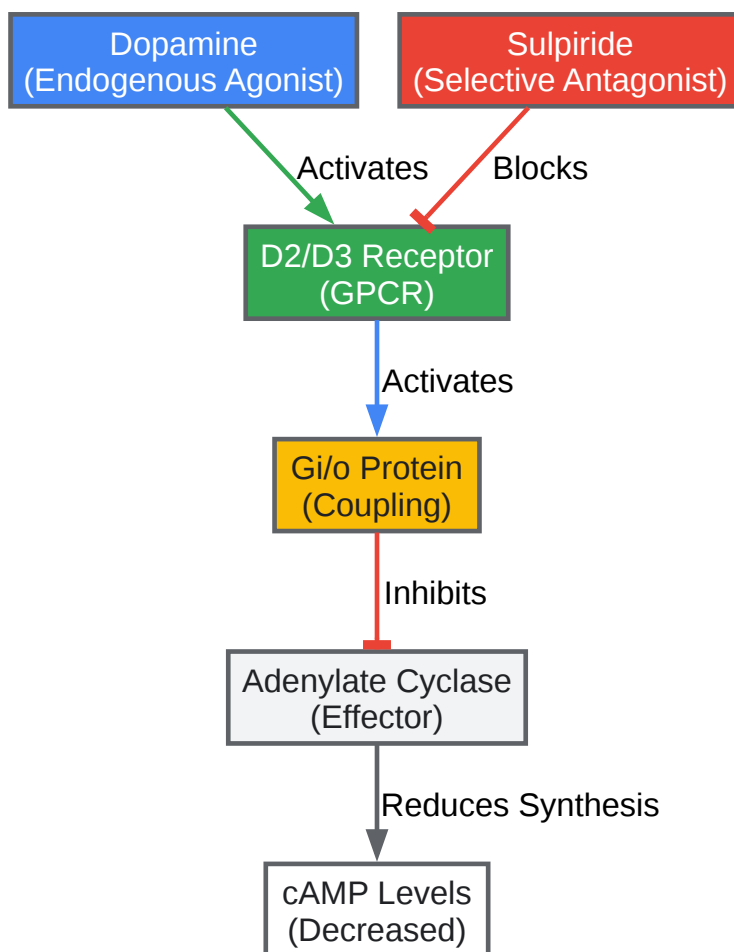 Dopamine
(Endogenous Agonist)
Sulpiride
(Selective Antagonist)
Activates
Blocks
D2/D3 Receptor
(GPCR)
Activates
Gi/o Protein
(Coupling)
Inhibits
Adenylate Cyclase
(Effector)
Reduces Synthesis
cAMP Levels
(Decreased)